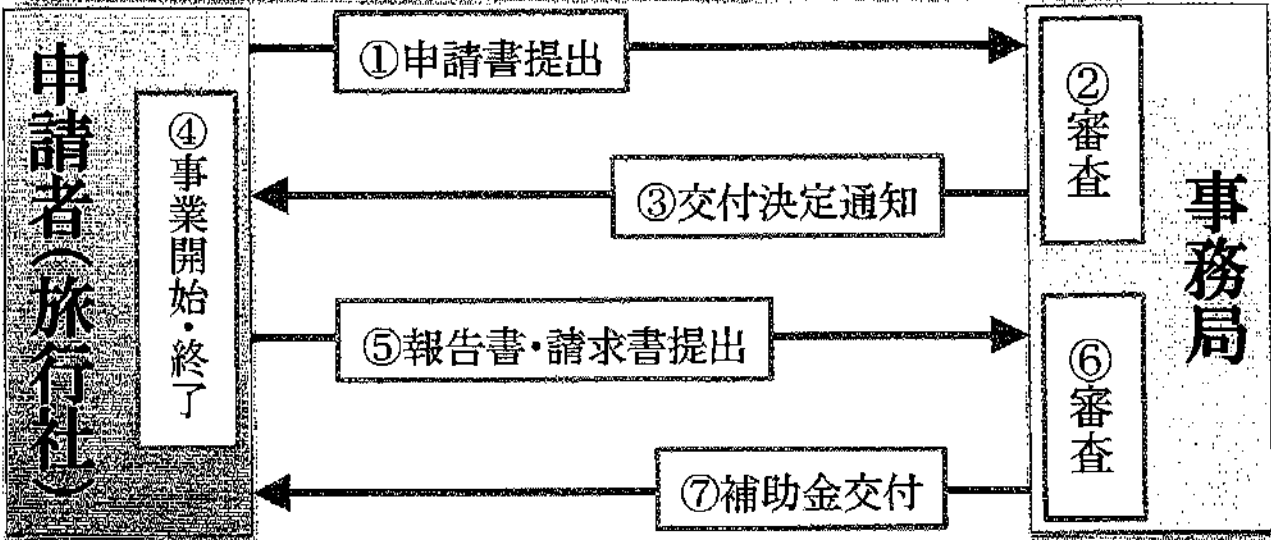 申請者(旅行社)
①申請書提出
②審査
③交付決定通知
④事業開始・終了
⑤報告書・請求書提出
⑥審査
⑦補助金交付
事務局